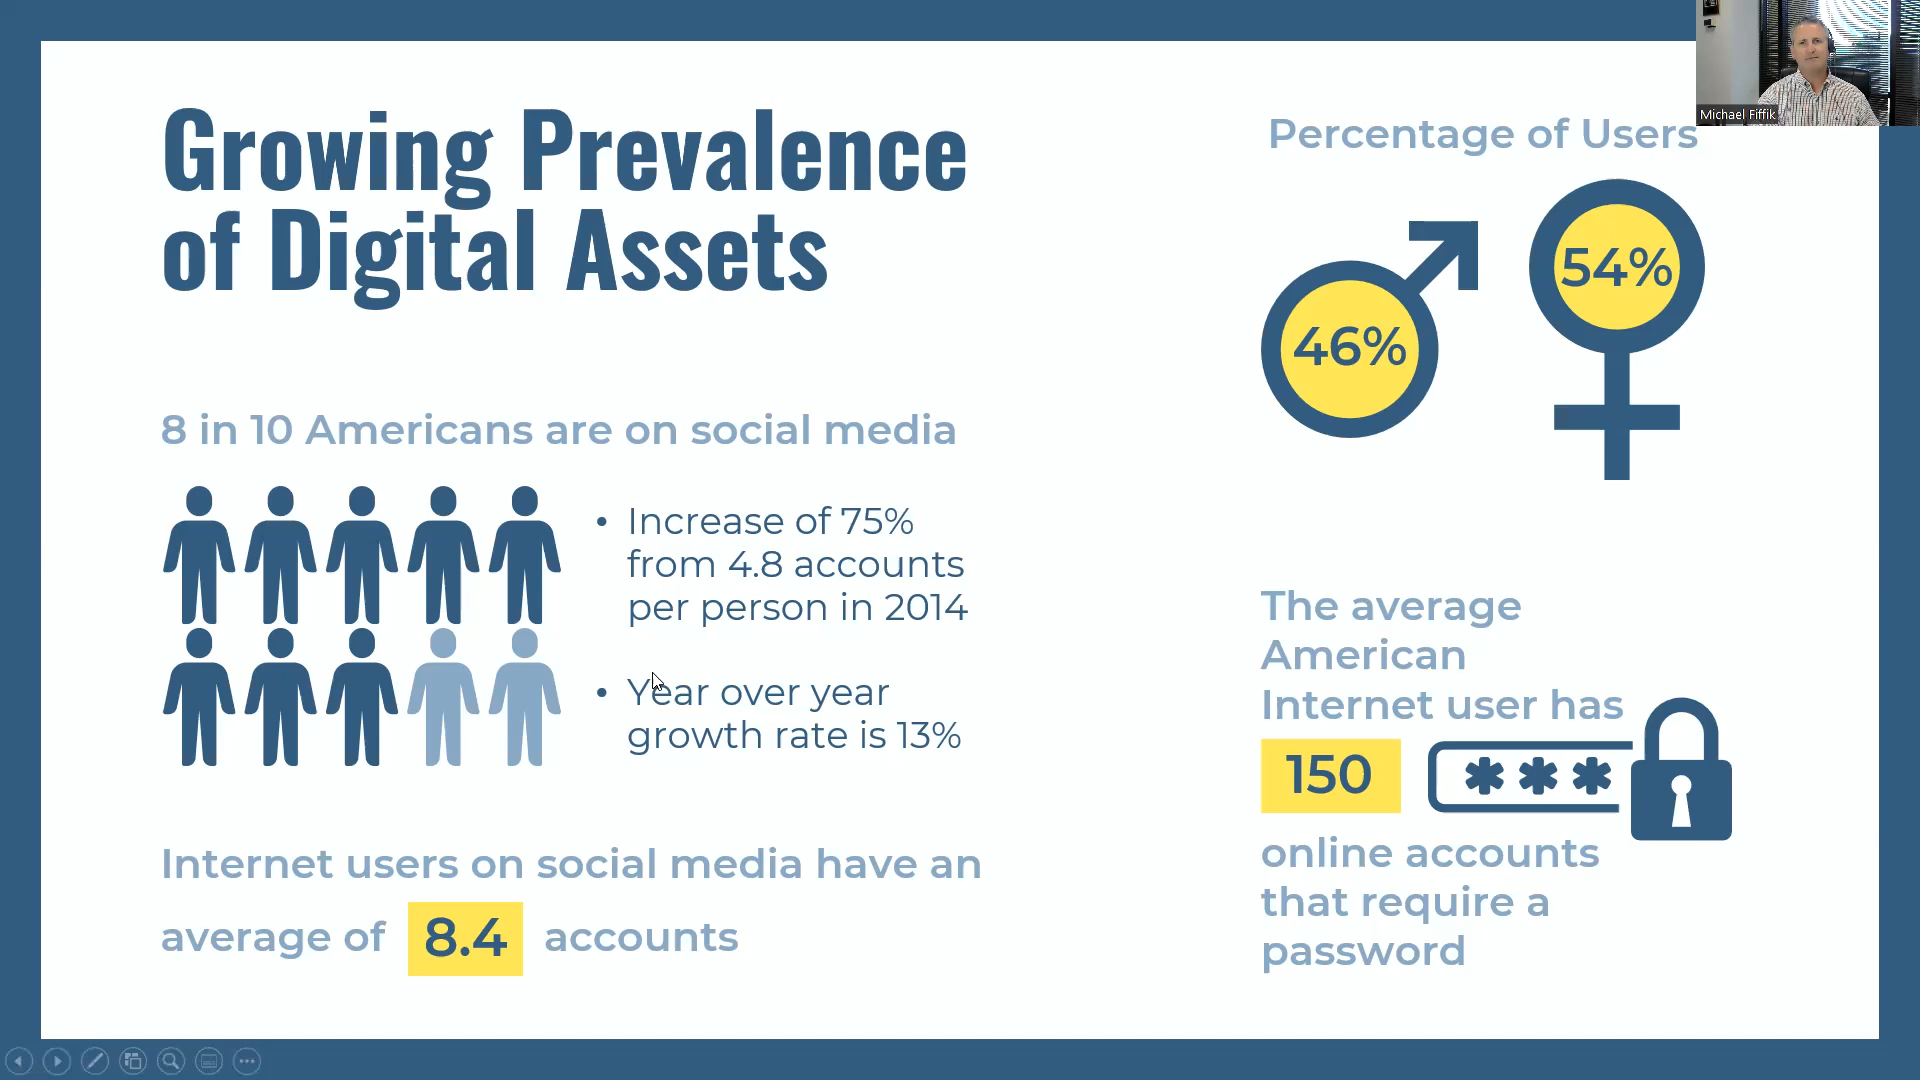 Growing Prevalence
of Digital Assets
8 in 10 Americans are on social media
• Increase of 75%
from 4.8 accounts
per person in 2014
• Year over year
growth rate is 13%
Internet users on social media have an
average of 8.4 accounts
Percentage of Users
46%
54%
The average
American
Internet user has
150 ***
online accounts
that require a
password
Michael Fiffik